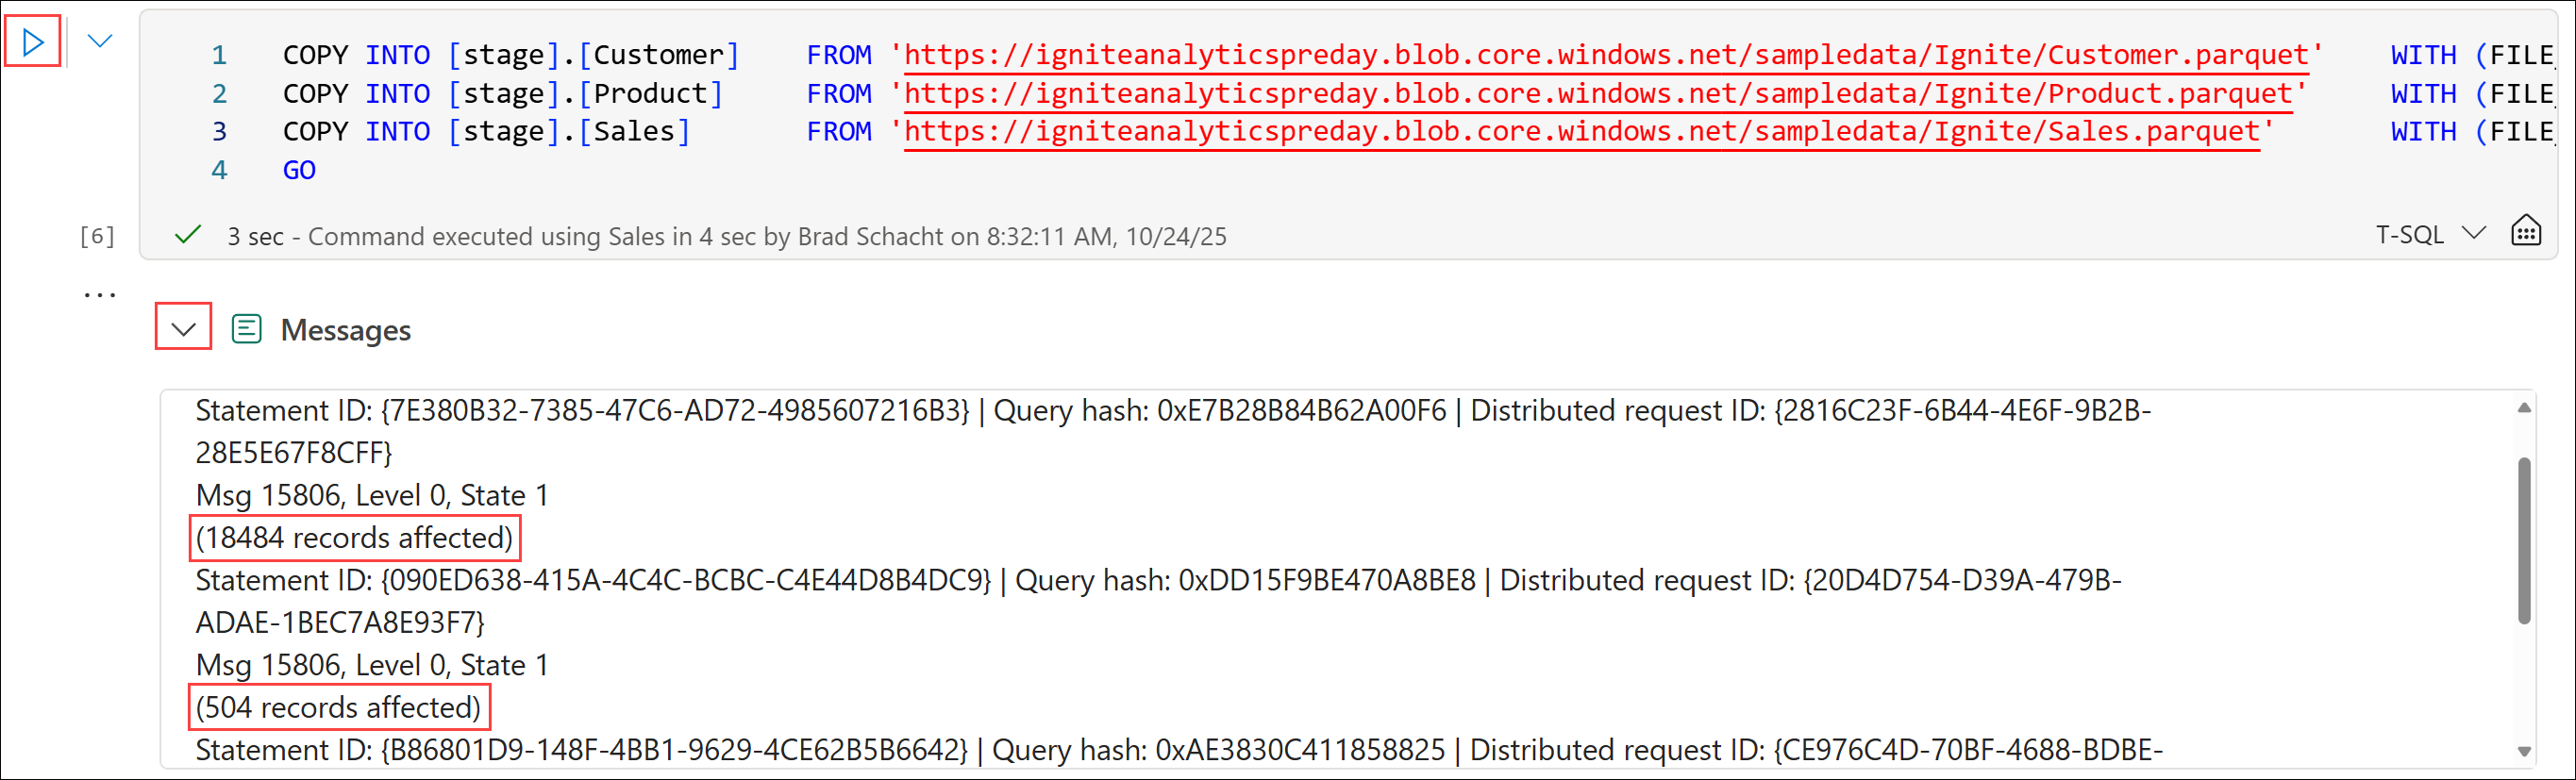 1 COPY INTO [stage].[Customer] FROM 'https://igniteanalyticspreday.blob.core.windows.net/sampledata/Ignite/Customer.parquet' WITH (FILE_
2 COPY INTO [stage].[Product] FROM 'https://igniteanalyticspreday.blob.core.windows.net/sampledata/Ignite/Product.parquet' WITH (FILE_
3 COPY INTO [stage].[Sales] FROM 'https://igniteanalyticspreday.blob.core.windows.net/sampledata/Ignite/Sales.parquet' WITH (FILE_
4 GO
[6] 3 sec - Command executed using Sales in 4 sec by Brad Schacht on 8:32:11 AM, 10/24/25 T-SQL
...
Messages
Statement ID: {7E380B32-7385-47C6-AD72-4985607216B3} | Query hash: 0xE7B28B84B62A00F6 | Distributed request ID: {2816C23F-6B44-4E6F-9B2B-
28E5E67F8CFF}
Msg 15806, Level 0, State 1
(18484 records affected)
Statement ID: {090ED638-415A-4C4C-BCBC-C4E44D8B4DC9} | Query hash: 0xDD15F9BE470A8BE8 | Distributed request ID: {20D4D754-D39A-479B-
ADAE-1BEC7A8E93F7}
Msg 15806, Level 0, State 1
(504 records affected)
Statement ID: {B86801D9-148F-4BB1-9629-4CE62B5B6642} | Query hash: 0xAE3830C411858825 | Distributed request ID: {CE976C4D-70BF-4688-BDBE-